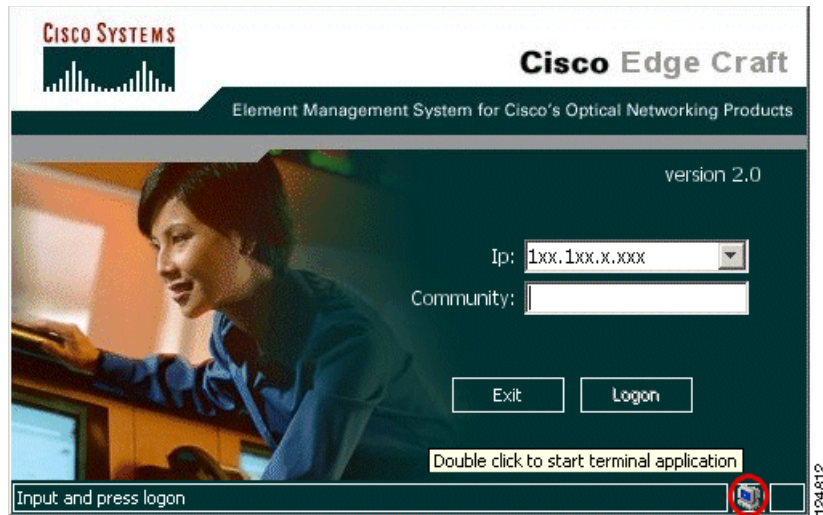 CISCO SYSTEMS
Cisco Edge Craft
Element Management System for Cisco's Optical Networking Products
version 2.0
Ip: 1xx.1xx.x.xxx
Community:
Exit Logon
Double click to start terminal application
Input and press logon
124812